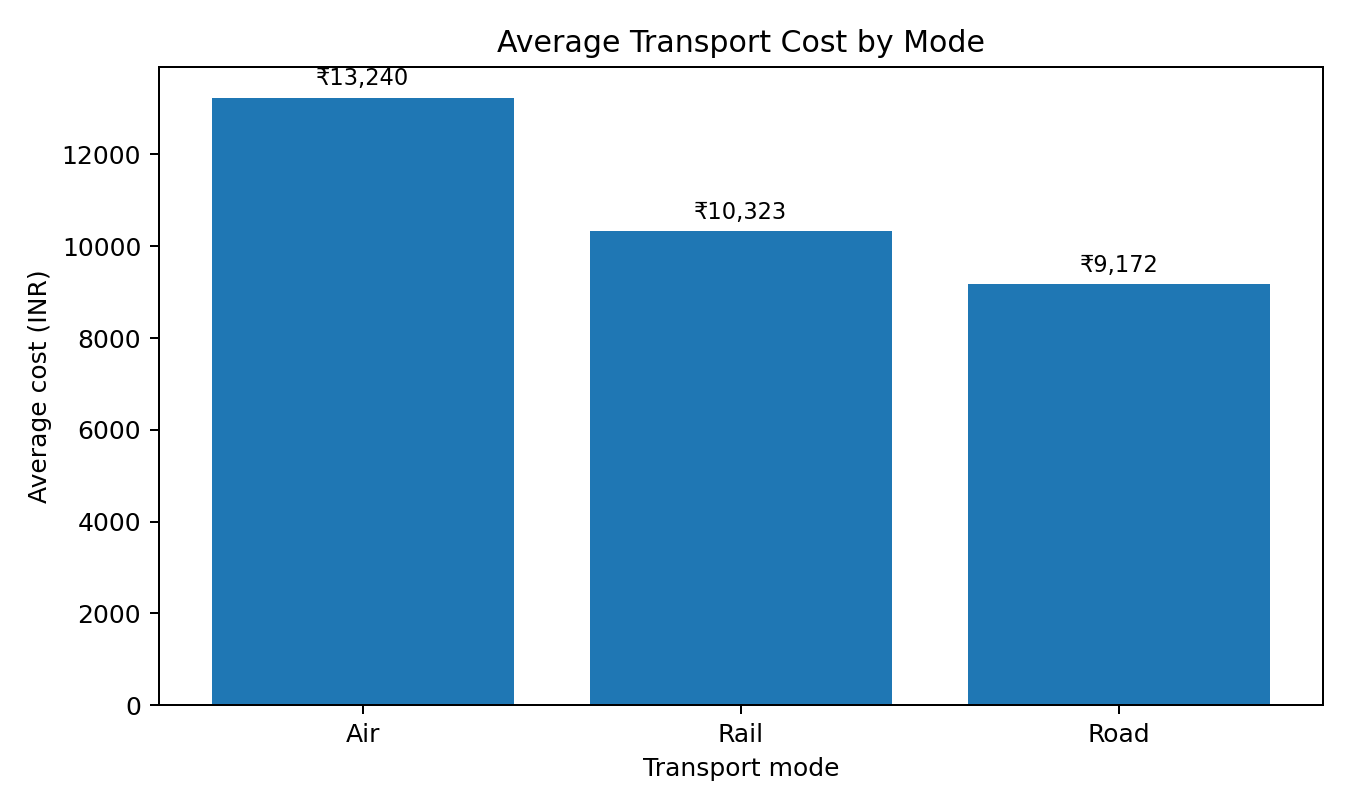 Average Transport Cost by Mode
₹13,240
₹10,323
₹9,172
12000
10000
8000
6000
4000
2000
0
Average cost (INR)
Air
Rail
Road
Transport mode